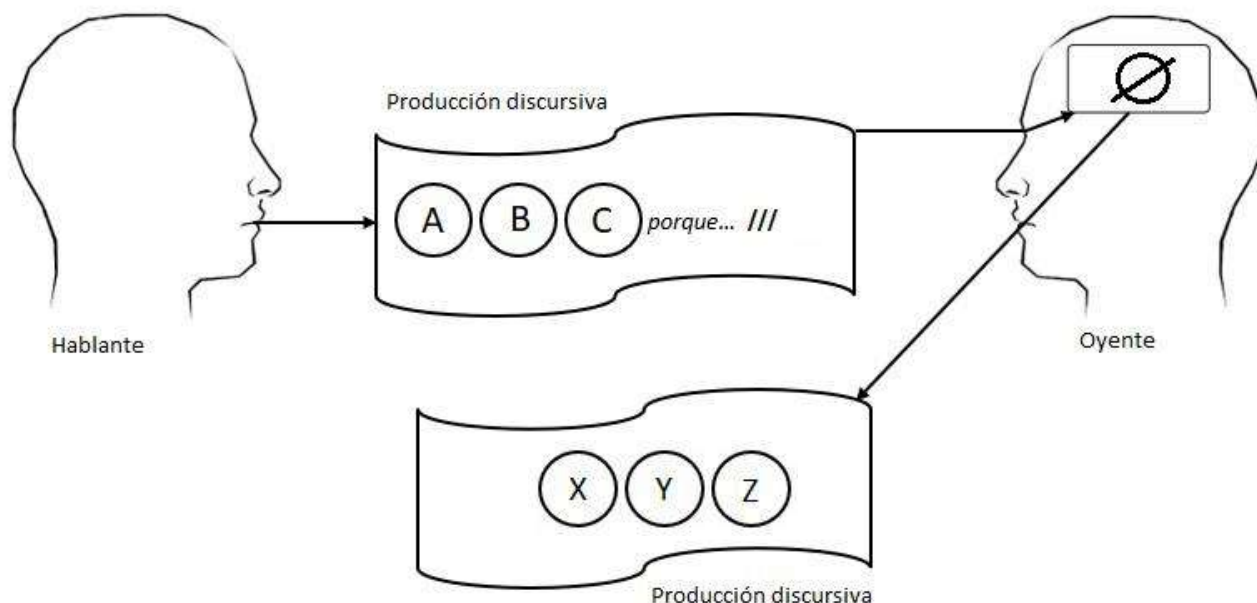 Producción discursiva
Ø
A B C porque... ///
Hablante
Oyente
X Y Z
Producción discursiva